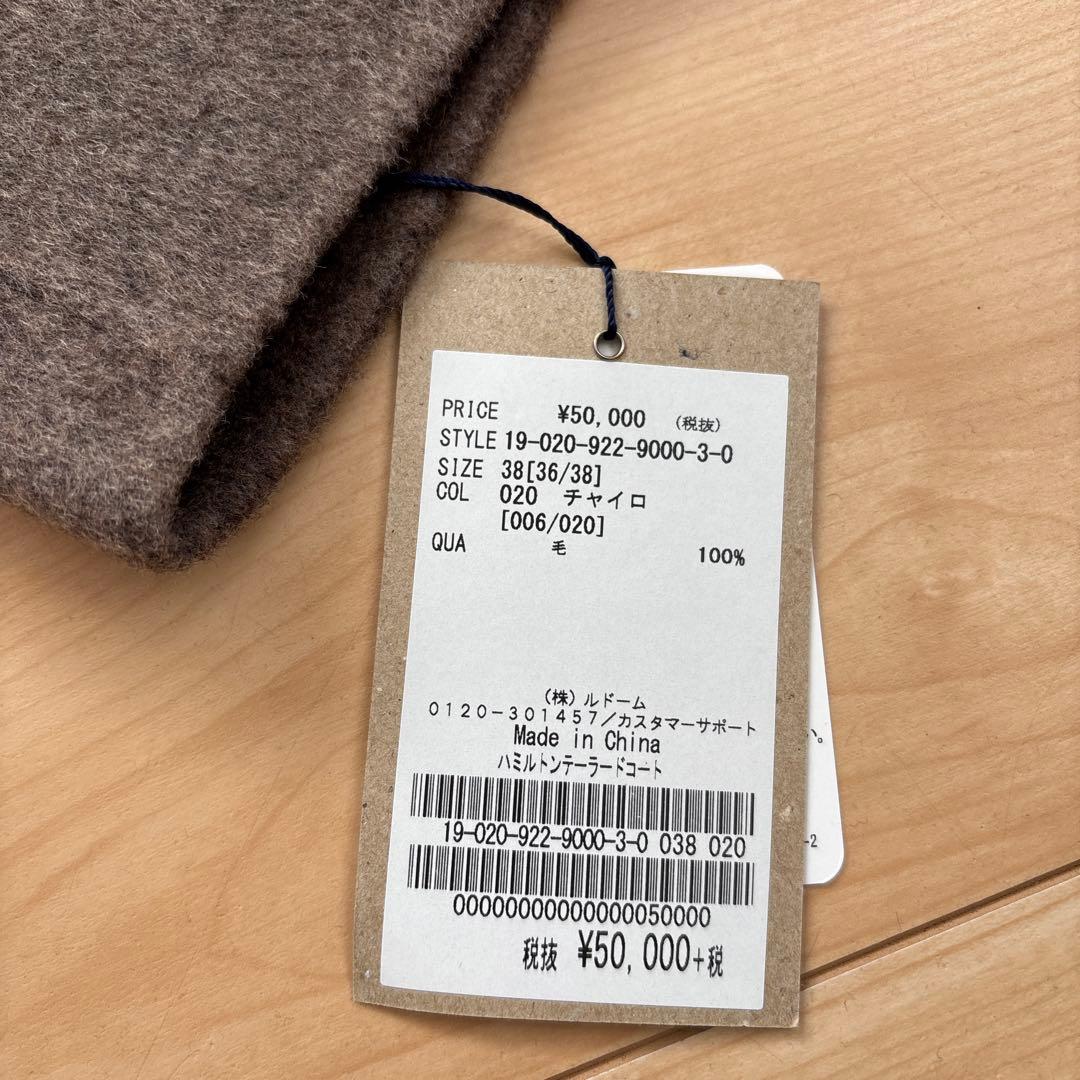 PRICE ¥50,000 (税抜)
STYLE 19-020-922-9000-3-0
SIZE 38[36/38]
COL 020 チャイロ
[006/020]
QUA 毛 100%
(株)ルドーム
0120-301457/カスタマーサポート
Made in China
ハミルトンテーラードコート
19-020-922-9000-3-0 038 020
00000000000000050000
税抜 ¥50,000+税
い。
-2